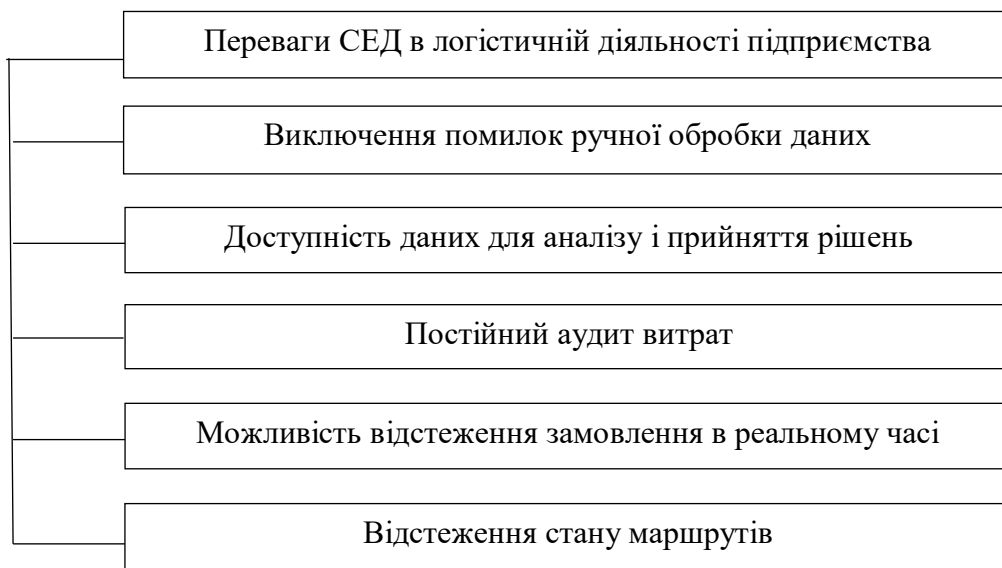 Переваги СЕД в логістичній діяльності підприємства
Виключення помилок ручної обробки даних
Доступність даних для аналізу і прийняття рішень
Постійний аудит витрат
Можливість відстеження замовлення в реальному часі
Відстеження стану маршрутів